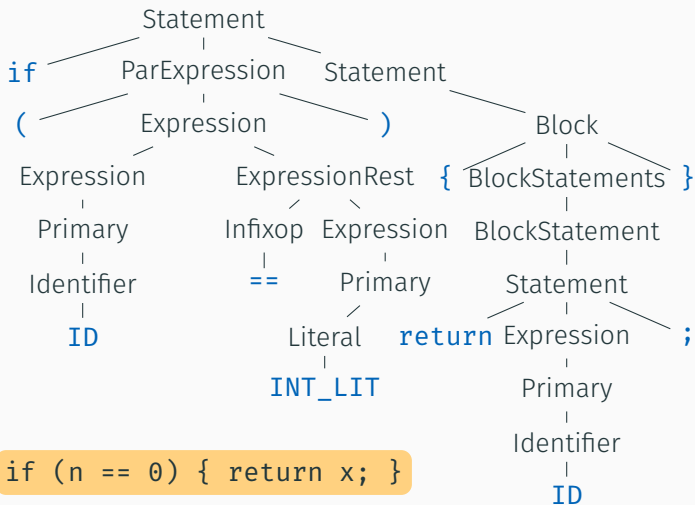 Statement
if ParExpression Statement
( Expression ) Block
Expression ExpressionRest { BlockStatements }
Primary Infixop Expression BlockStatement
Identifier == Primary Statement
ID Literal return Expression ;
INT_LIT Primary
Identifier
if (n == 0) { return x; }
ID